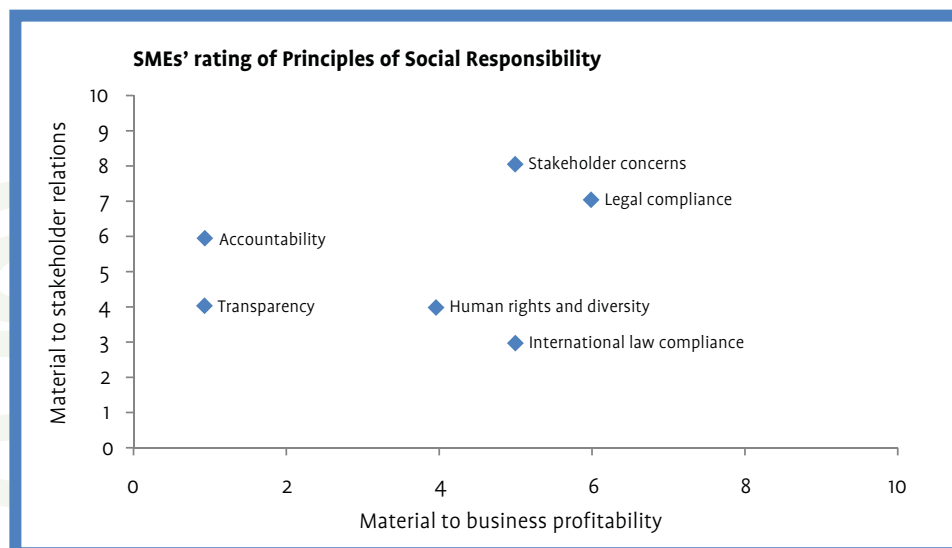 SMEs' rating of Principles of Social Responsibility
Material to stakeholder relations
10
9
8
7
6
5
4
3
2
1
0
Stakeholder concerns
Legal compliance
Accountability
Transparency
Human rights and diversity
International law compliance
0 2 4 6 8 10
Material to business profitability